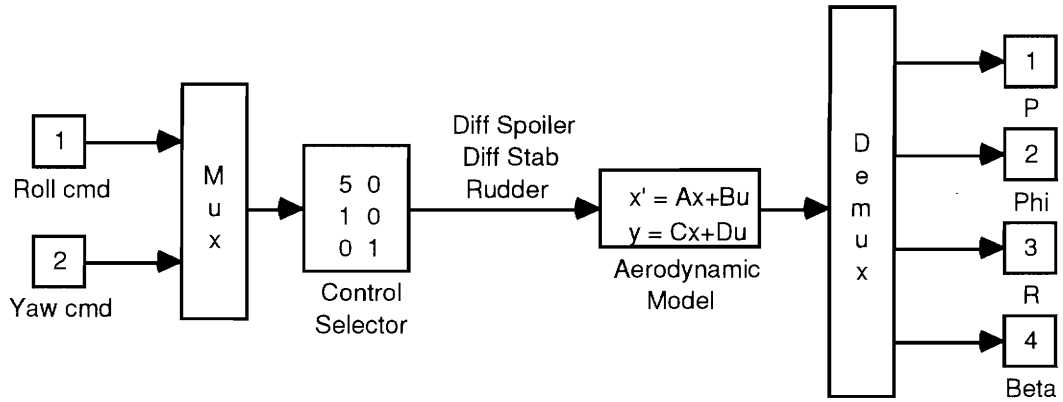 1
Roll cmd
2
Yaw cmd
M
u
x
5 0
1 0
0 1
Control
Selector
Diff Spoiler
Diff Stab
Rudder
x' = Ax+Bu
y = Cx+Du
Aerodynamic
Model
D
e
m
u
x
1
P
2
Phi
3
R
4
Beta